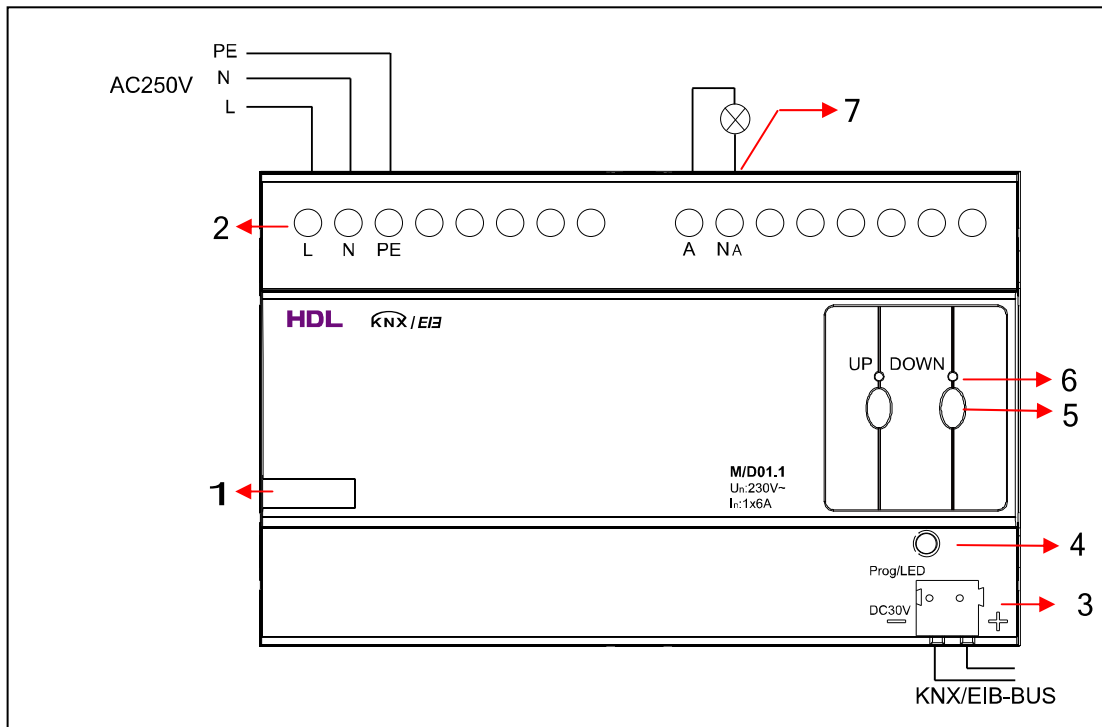 PE
AC250V
N
L
7
2
L N PE
A NA
HDL KNX/EIB
UP DOWN
6
5
M/D01.1
Un:230V~
In:1x6A
1
4
Prog/LED
3
DC30V
KNX/EIB-BUS